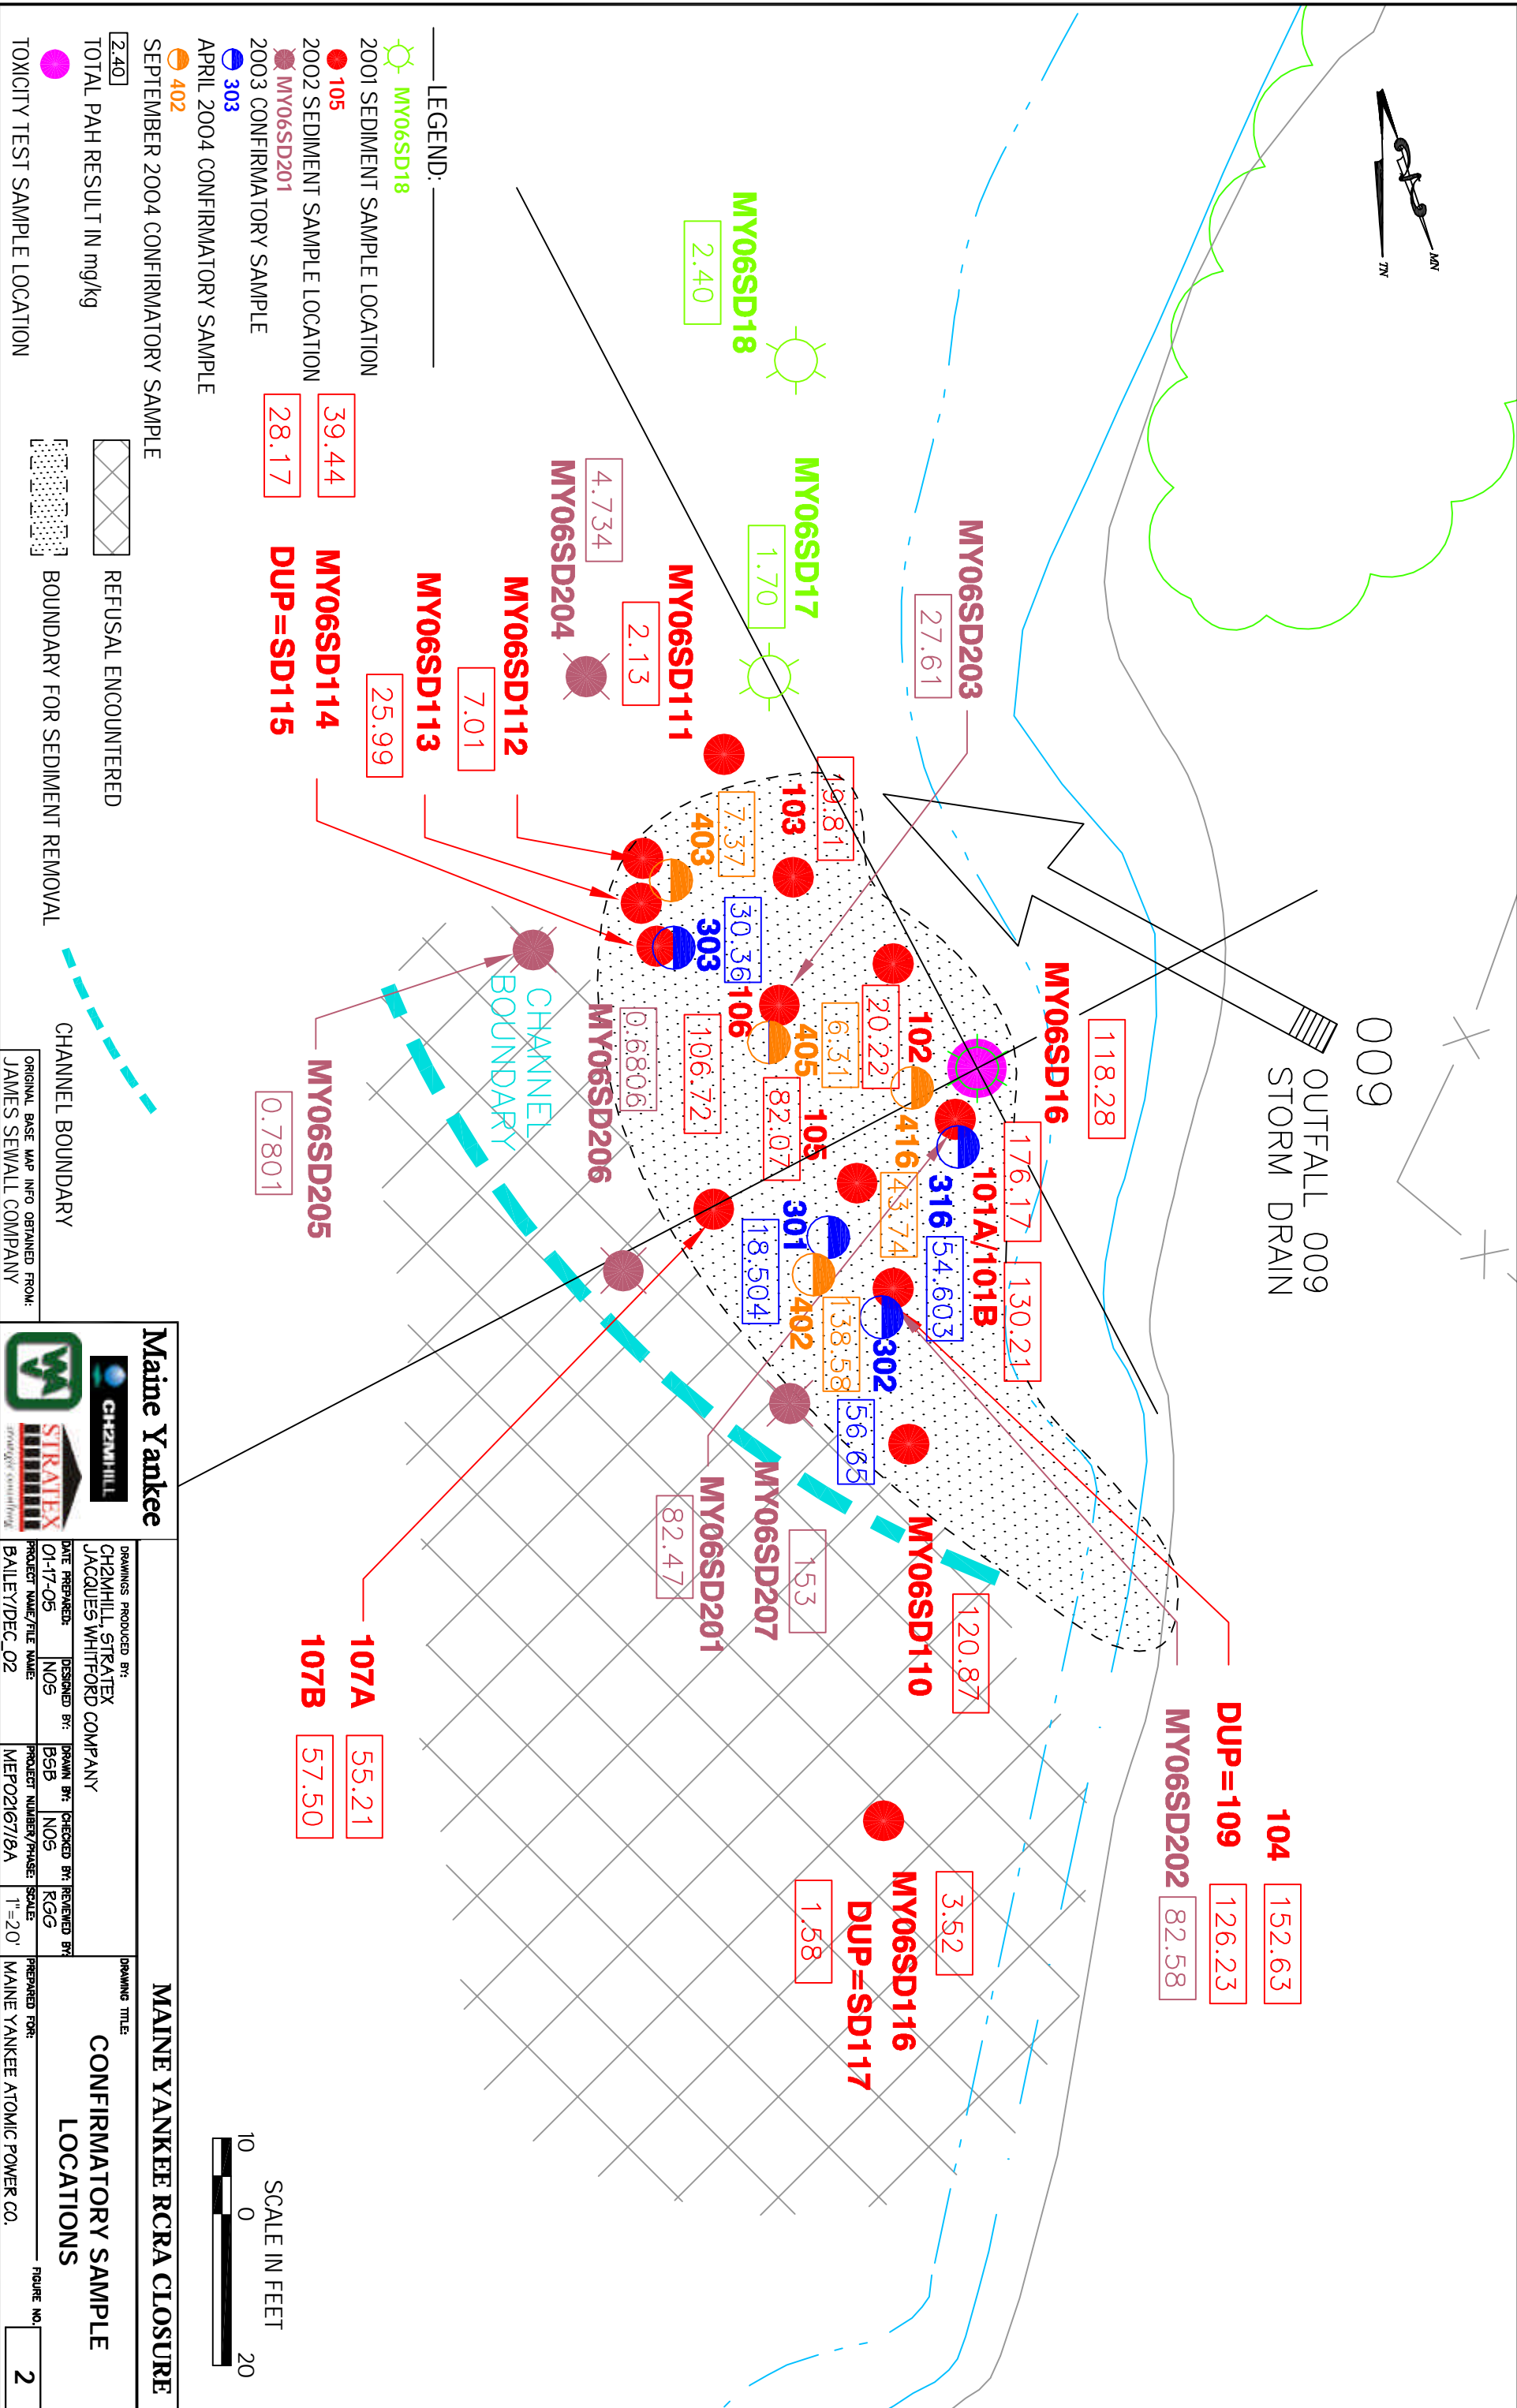 MN
TN
009
OUTFALL 009
STORM DRAIN
MY06SD18
2.40
MY06SD17
1.70
MY06SD203
27.61
4.734
MY06SD204
MY06SD111
2.13
MY06SD112
7.01
MY06SD113
25.99
39.44
MY06SD114
28.17
DUP=SD115
19.81
103
7.37
403
30.36
303
106
106.72
405
6.31
20.22
102
118.28
MY06SD16
176.17
101A/101B
130.21
316
54.603
416
43.74
105
82.07
301
18.504
402
138.58
302
56.65
0.6806
MY06SD206
CHANNEL
BOUNDARY
MY06SD205
0.7801
153
MY06SD207
MY06SD201
82.47
MY06SD110
120.87
104 152.63
DUP=109 126.23
MY06SD202 82.58
107A 55.21
107B 57.50
3.52
MY06SD116
DUP=SD117
1.58
LEGEND:
MY06SD18
2001 SEDIMENT SAMPLE LOCATION
105
2002 SEDIMENT SAMPLE LOCATION
MY06SD201
2003 CONFIRMATORY SAMPLE
303
APRIL 2004 CONFIRMATORY SAMPLE
402
SEPTEMBER 2004 CONFIRMATORY SAMPLE
2.40
TOTAL PAH RESULT IN mg/kg
TOXICITY TEST SAMPLE LOCATION
REFUSAL ENCOUNTERED
BOUNDARY FOR SEDIMENT REMOVAL
CHANNEL BOUNDARY
SCALE IN FEET
10 0 20
ORIGINAL BASE MAP INFO OBTAINED FROM:
JAMES SEWALL COMPANY
Maine Yankee
CH2MHILL
STRATEX
strategic consulting
DRAWINGS PRODUCED BY:
CH2MHILL, STRATEX
JACQUES WHITFORD COMPANY
DATE PREPARED: DESIGNED BY: DRAWN BY: CHECKED BY: REVIEWED BY:
01-17-05 NOS BSB NOS RGG
PROJECT NAME/FILE NAME: PROJECT NUMBER/PHASE: SCALE:
BAILEY/DEC_02 MEP02167/8A 1"=20'
MAINE YANKEE RCRA CLOSURE
DRAWING TITLE:
CONFIRMATORY SAMPLE
LOCATIONS
PREPARED FOR:
MAINE YANKEE ATOMIC POWER CO.
FIGURE NO.
2